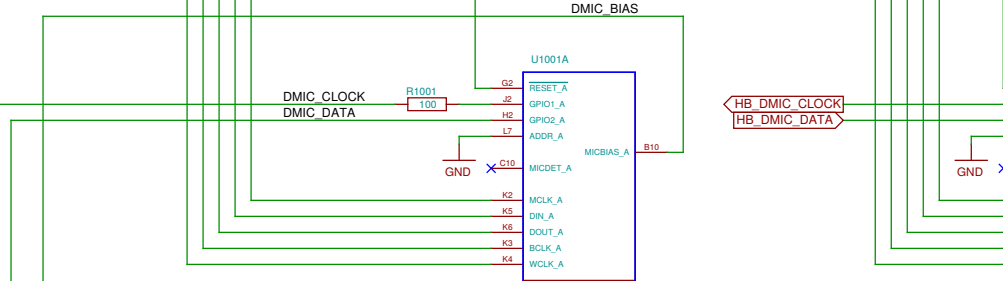 DMIC_BIAS
U1001A
G2 RESET_A
DMIC_CLOCK R1001 100 J2 GPIO1_A
DMIC_DATA H2 GPIO2_A
L7 ADDR_A
GND
C10 MICDET_A
MICBIAS_A B10
K2 MCLK_A
K5 DIN_A
K6 DOUT_A
K3 BCLK_A
K4 WCLK_A
HB_DMIC_CLOCK
HB_DMIC_DATA
GND